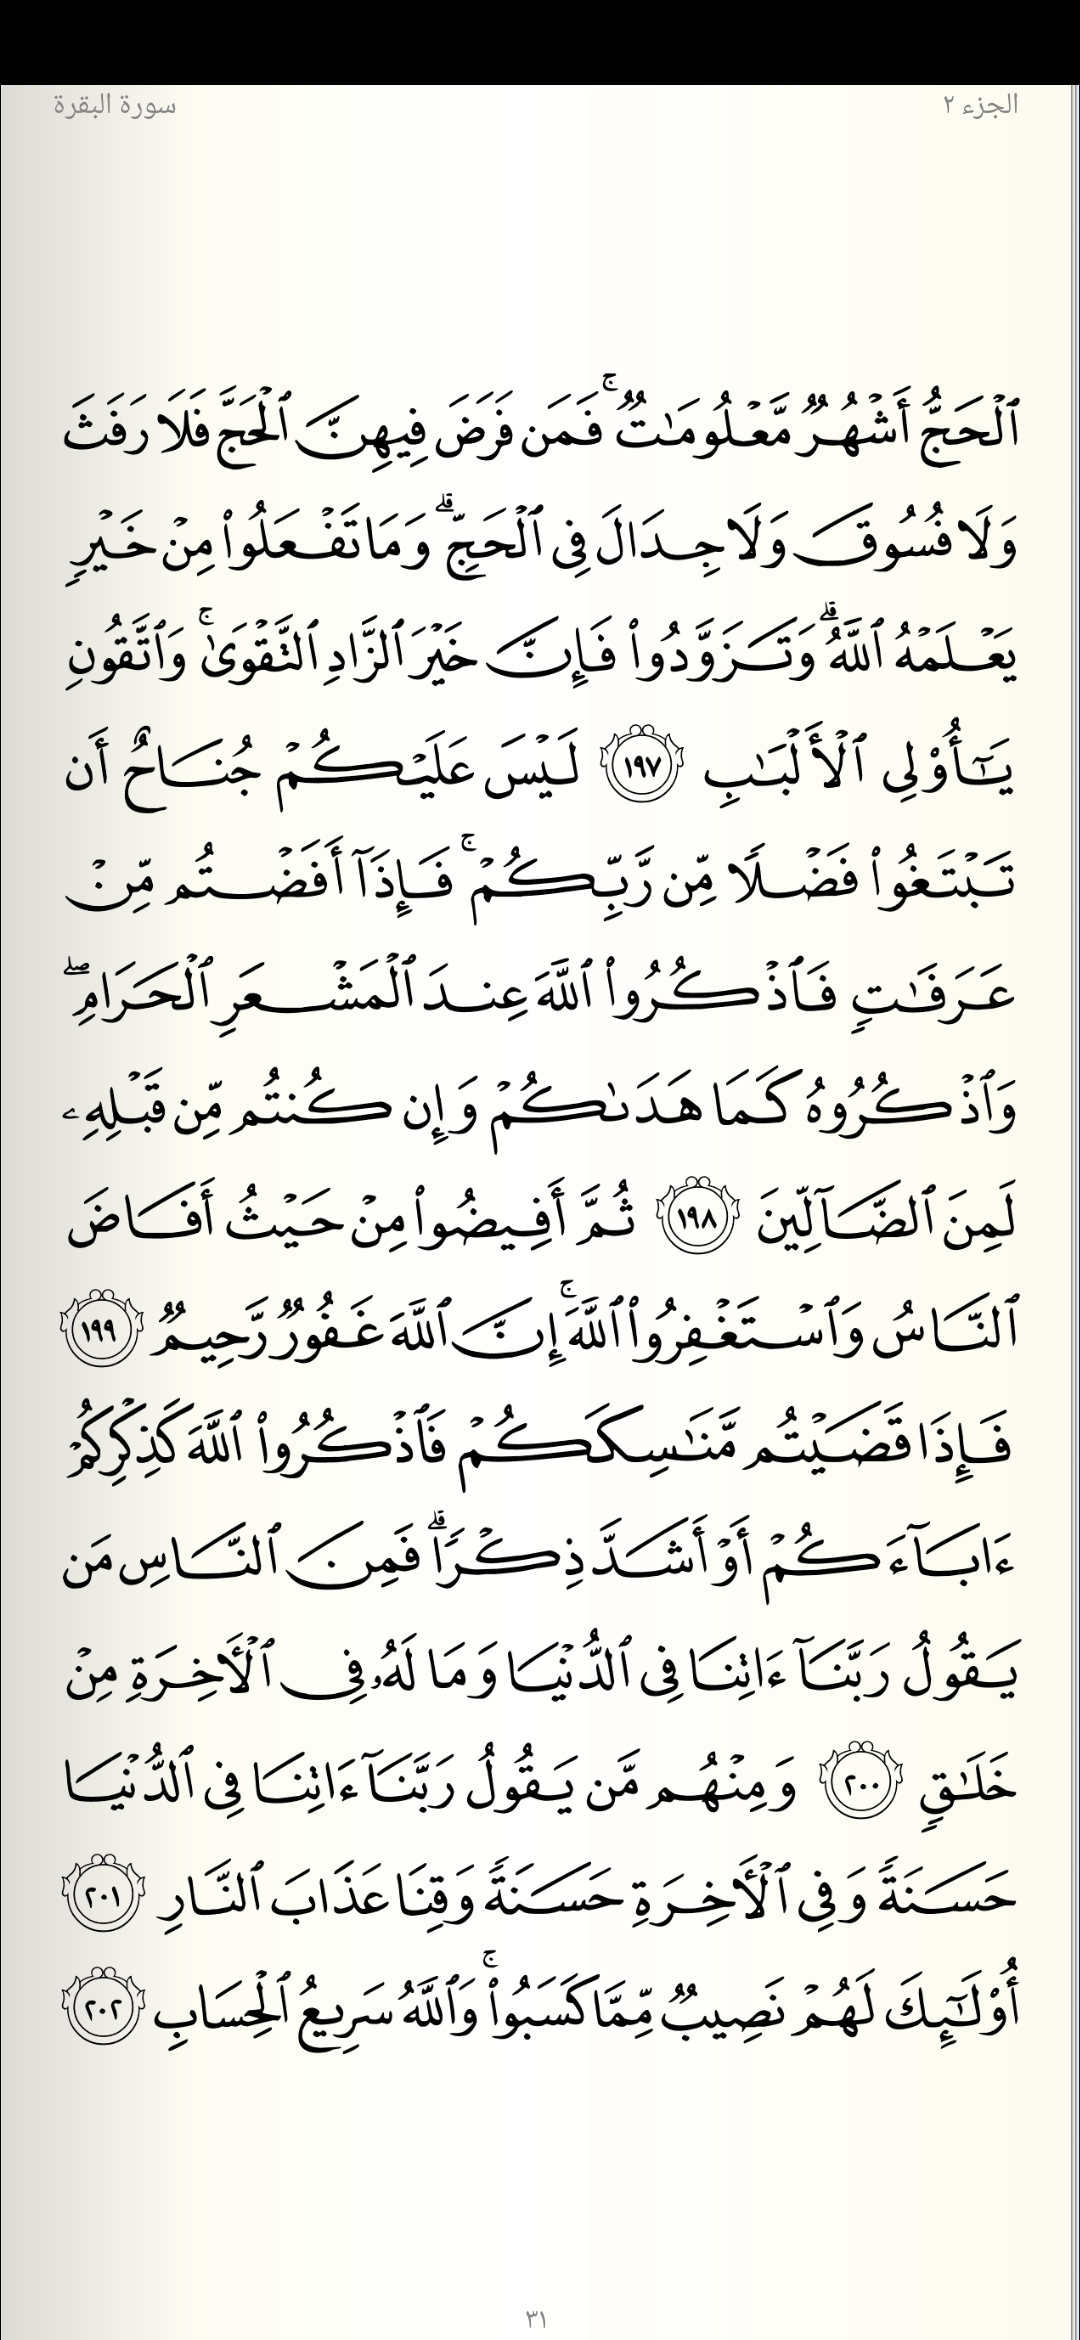 الجزء ٢
سورة البقرة
ٱلۡحَجُّ أَشۡهُرٞ مَّعۡلُومَٰتٞۚ فَمَن فَرَضَ فِيهِنَّ ٱلۡحَجَّ فَلَا رَفَثَ
وَلَا فُسُوقَ وَلَا جِدَالَ فِي ٱلۡحَجِّۗ وَمَا تَفۡعَلُواْ مِنۡ خَيۡرٖ
يَعۡلَمۡهُ ٱللَّهُۗ وَتَزَوَّدُواْ فَإِنَّ خَيۡرَ ٱلزَّادِ ٱلتَّقۡوَىٰۚ وَٱتَّقُونِ
يَٰٓأُوْلِي ٱلۡأَلۡبَٰبِ ١٩٧ لَيۡسَ عَلَيۡكُمۡ جُنَاحٌ أَن
تَبۡتَغُواْ فَضۡلٗا مِّن رَّبِّكُمۡۚ فَإِذَآ أَفَضۡتُم مِّنۡ
عَرَفَٰتٖ فَٱذۡكُرُواْ ٱللَّهَ عِندَ ٱلۡمَشۡعَرِ ٱلۡحَرَامِۖ
وَٱذۡكُرُوهُ كَمَا هَدَىٰكُمۡ وَإِن كُنتُم مِّن قَبۡلِهِۦ
لَمِنَ ٱلضَّآلِّينَ ١٩٨ ثُمَّ أَفِيضُواْ مِنۡ حَيۡثُ أَفَاضَ
ٱلنَّاسُ وَٱسۡتَغۡفِرُواْ ٱللَّهَۚ إِنَّ ٱللَّهَ غَفُورٞ رَّحِيمٞ ١٩٩
فَإِذَا قَضَيۡتُم مَّنَٰسِكَكُمۡ فَٱذۡكُرُواْ ٱللَّهَ كَذِكۡرِكُمۡ
ءَابَآءَكُمۡ أَوۡ أَشَدَّ ذِكۡرٗاۗ فَمِنَ ٱلنَّاسِ مَن
يَقُولُ رَبَّنَآ ءَاتِنَا فِي ٱلدُّنۡيَا وَمَا لَهُۥ فِي ٱلۡأٓخِرَةِ مِنۡ
خَلَٰقٖ ٢٠٠ وَمِنۡهُم مَّن يَقُولُ رَبَّنَآ ءَاتِنَا فِي ٱلدُّنۡيَا
حَسَنَةٗ وَفِي ٱلۡأٓخِرَةِ حَسَنَةٗ وَقِنَا عَذَابَ ٱلنَّارِ ٢٠١
أُوْلَٰٓئِكَ لَهُمۡ نَصِيبٞ مِّمَّا كَسَبُواْۚ وَٱللَّهُ سَرِيعُ ٱلۡحِسَابِ ٢٠٢
٣١